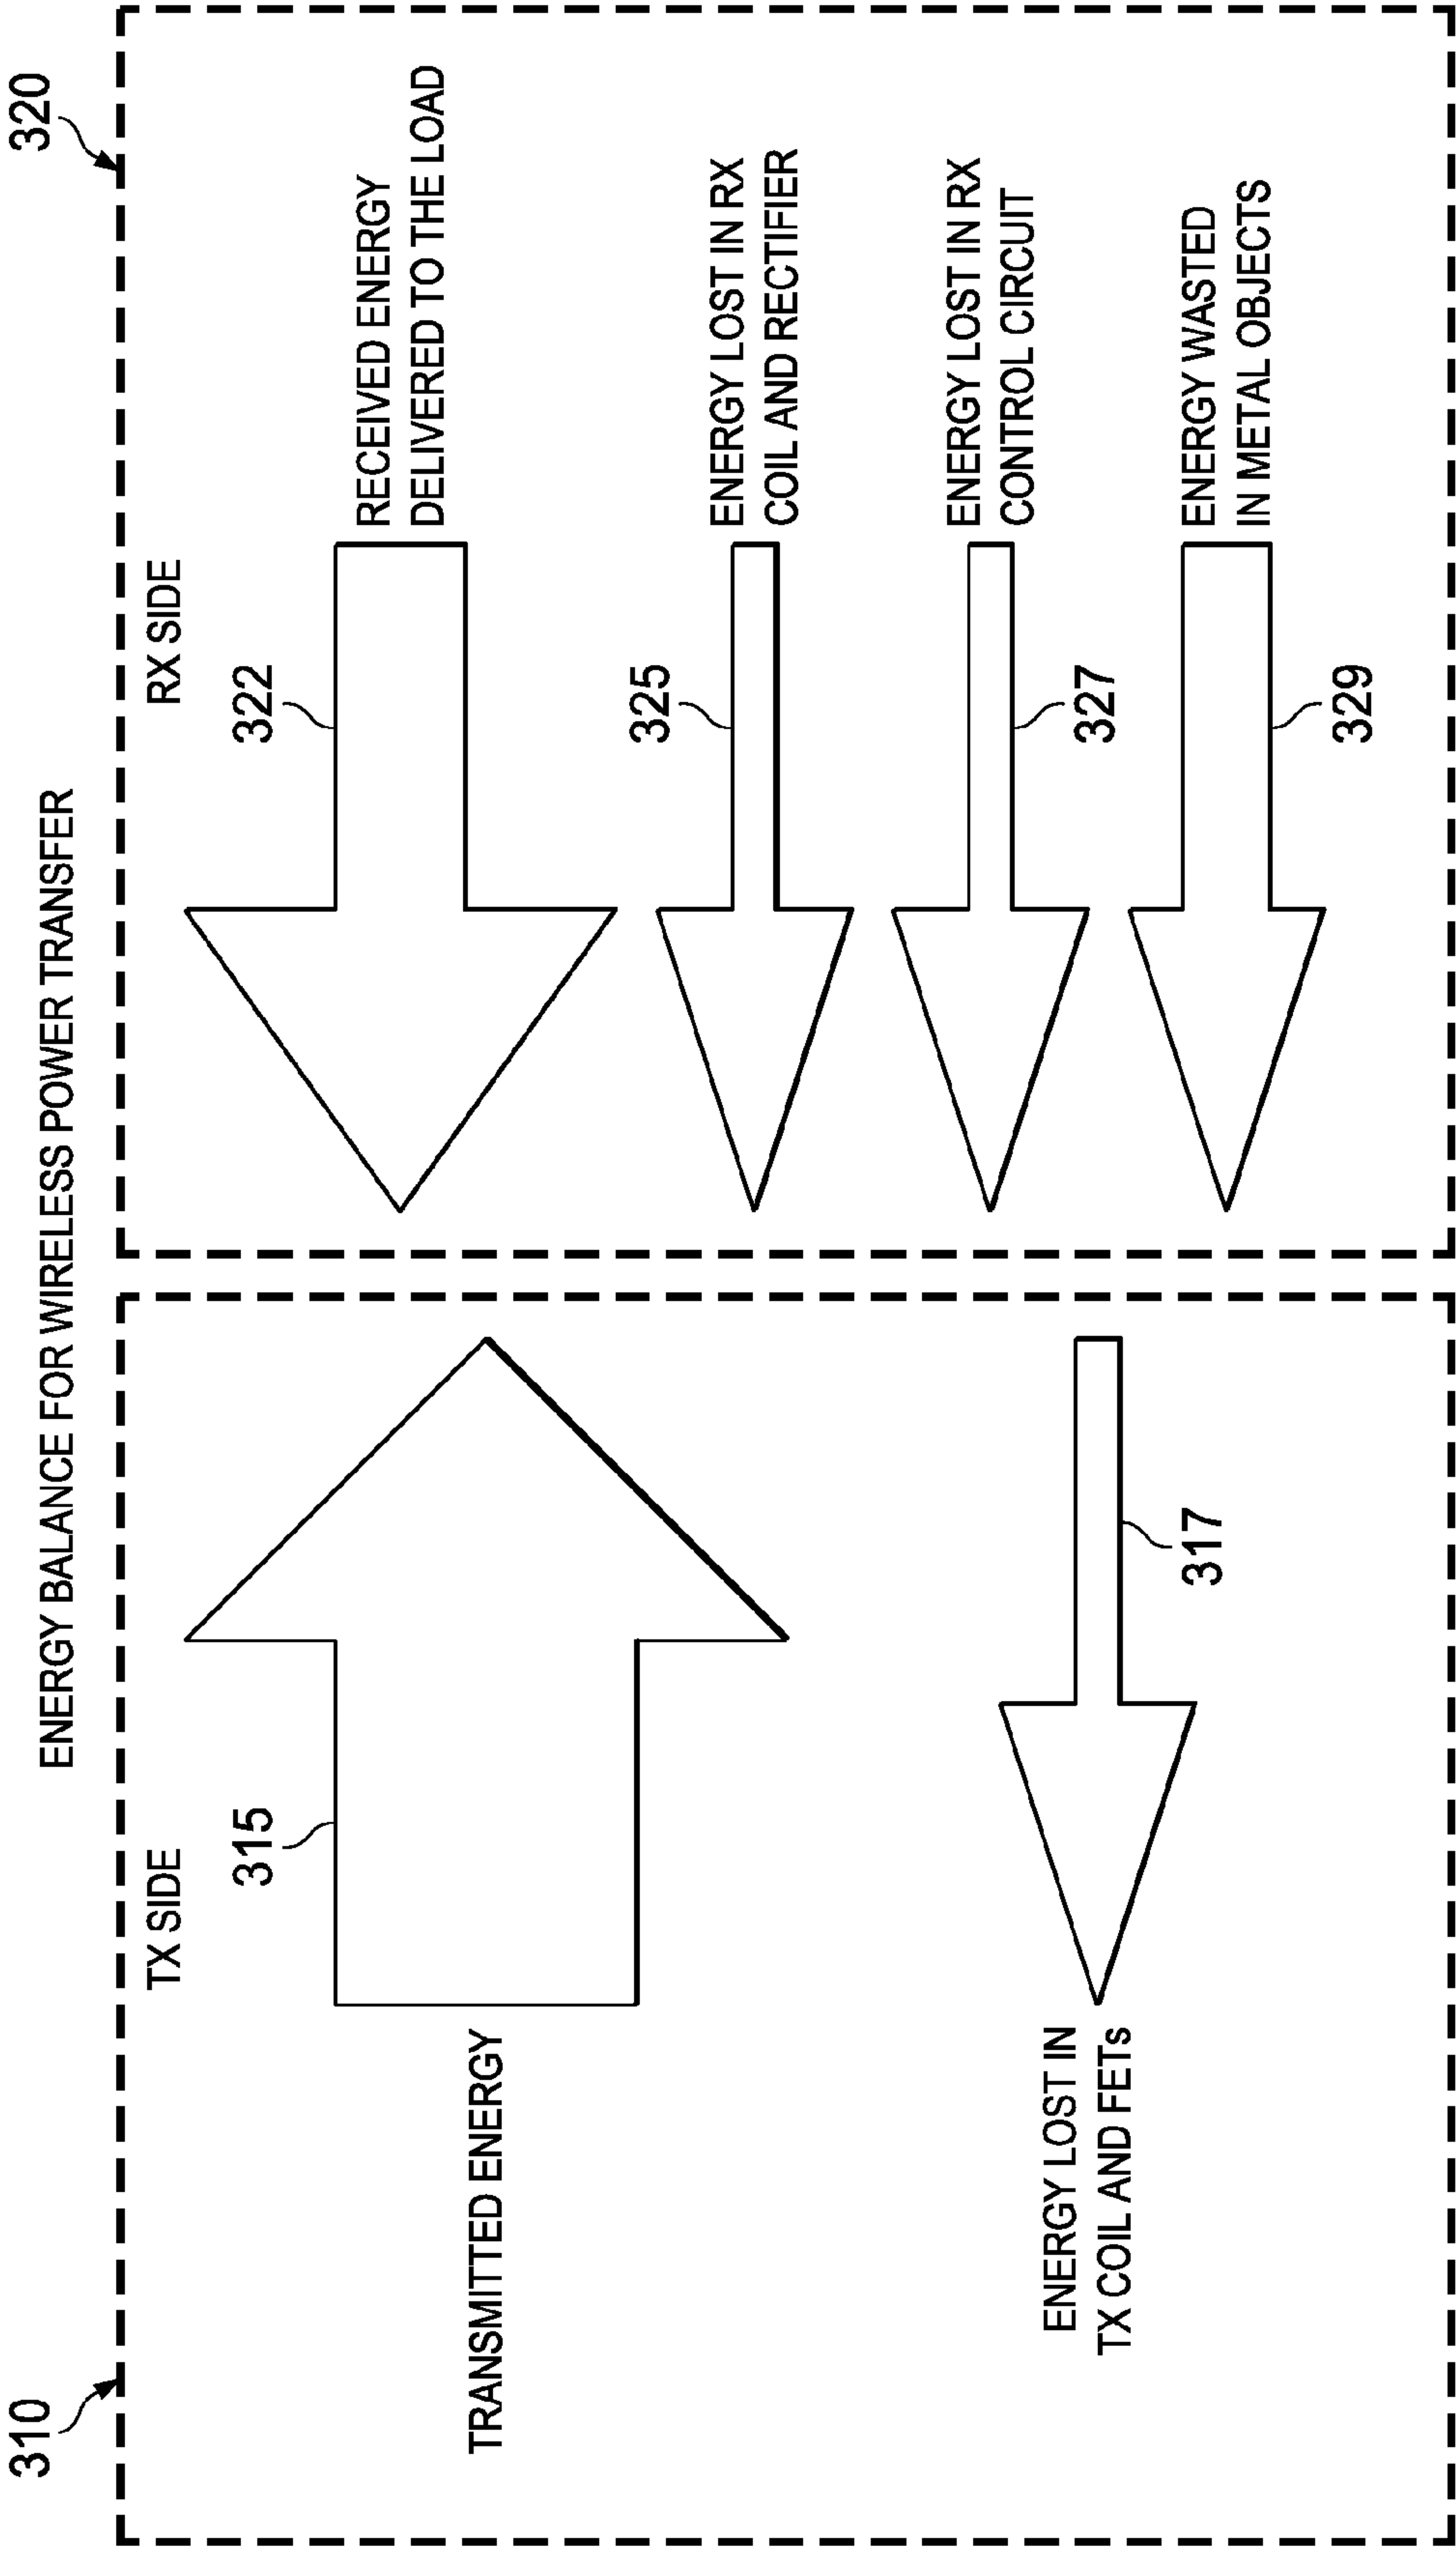 ENERGY BALANCE FOR WIRELESS POWER TRANSFER
310
TX SIDE
315
TRANSMITTED ENERGY
ENERGY LOST IN
TX COIL AND FETs
317
320
RX SIDE
322
RECEIVED ENERGY
DELIVERED TO THE LOAD
325
ENERGY LOST IN RX
COIL AND RECTIFIER
327
ENERGY LOST IN RX
CONTROL CIRCUIT
329
ENERGY WASTED
IN METAL OBJECTS